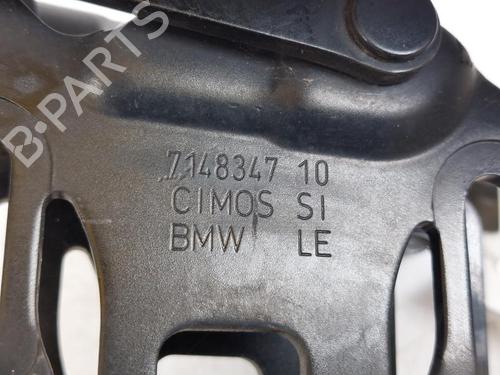 B-PARTS
7148347 10
CIMOS SI
BMW LE